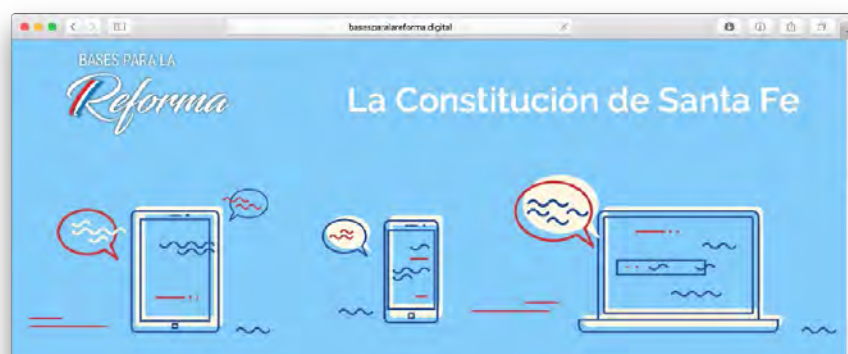 basesparalareforma.digital
BASES PARA LA
Reforma
La Constitución de Santa Fe